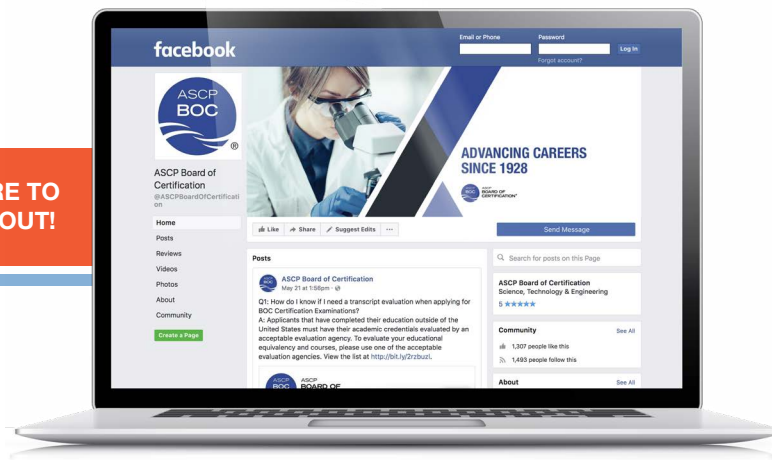 RE TO
OUT!
facebook
Email or Phone
Password
Log In
Forgot account?
ASCP
BOC
®
ASCP Board of
Certification
@ASCPBoardOfCertificati
on
Home
Posts
Reviews
Videos
Photos
About
Community
Create a Page
ADVANCING CAREERS
SINCE 1928
BOC
ASCP
BOARD OF
CERTIFICATION
Like
Share
Suggest Edits
Send Message
Posts
ASCP Board of Certification
May 21 at 1:56pm
Q1: How do I know if I need a transcript evaluation when applying for
BOC Certification Examinations?
A: Applicants that have completed their education outside of the
United States must have their academic credentials evaluated by an
acceptable evaluation agency. To evaluate your educational
equivalency and courses, please use one of the acceptable
evaluation agencies. View the list at http://bit.ly/2rzbuzI.
ASCP
BOC
ASCP
BOARD OF
Search for posts on this Page
ASCP Board of Certification
Science, Technology & Engineering
5 ★★★★★
Community
See All
1,307 people like this
1,493 people follow this
About
See All